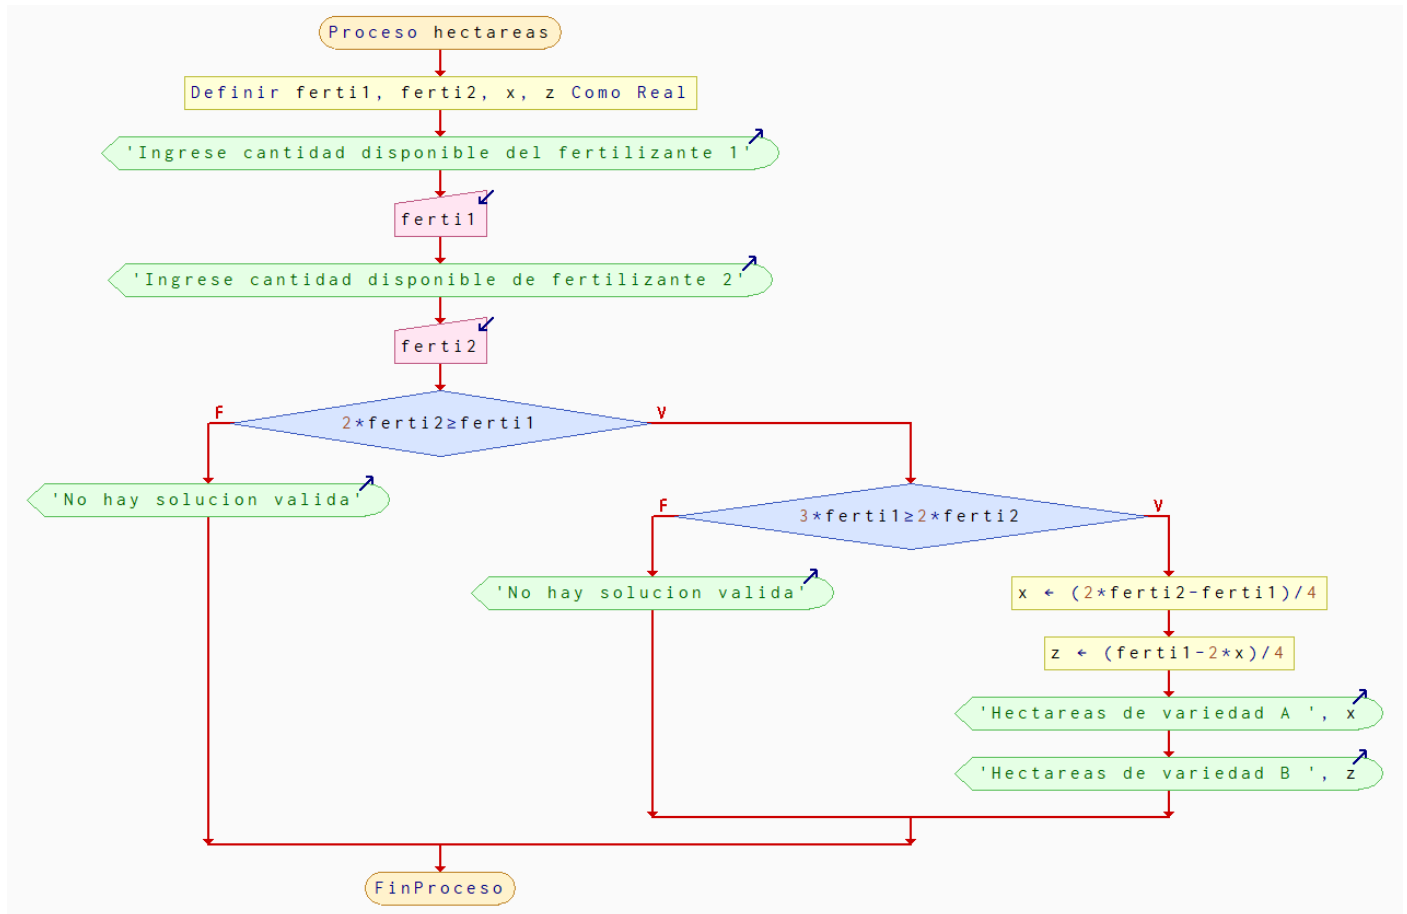 Proceso hectareas
Definir ferti1, ferti2, x, z Como Real
'Ingrese cantidad disponible del fertilizante 1'
ferti1
'Ingrese cantidad disponible de fertilizante 2'
ferti2
F
2*ferti2≥ferti1
V
'No hay solucion valida'
F
3*ferti1≥2*ferti2
V
'No hay solucion valida'
x ← (2*ferti2-ferti1)/4
z ← (ferti1-2*x)/4
'Hectareas de variedad A ', x
'Hectareas de variedad B ', z
FinProceso